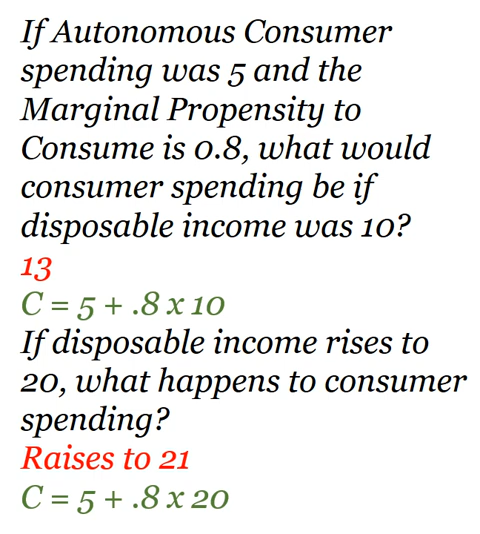 If Autonomous Consumer
spending was 5 and the
Marginal Propensity to
Consume is 0.8, what would
consumer spending be if
disposable income was 10?
13
C = 5 + .8 x 10
If disposable income rises to
20, what happens to consumer
spending?
Raises to 21
C = 5 + .8 x 20